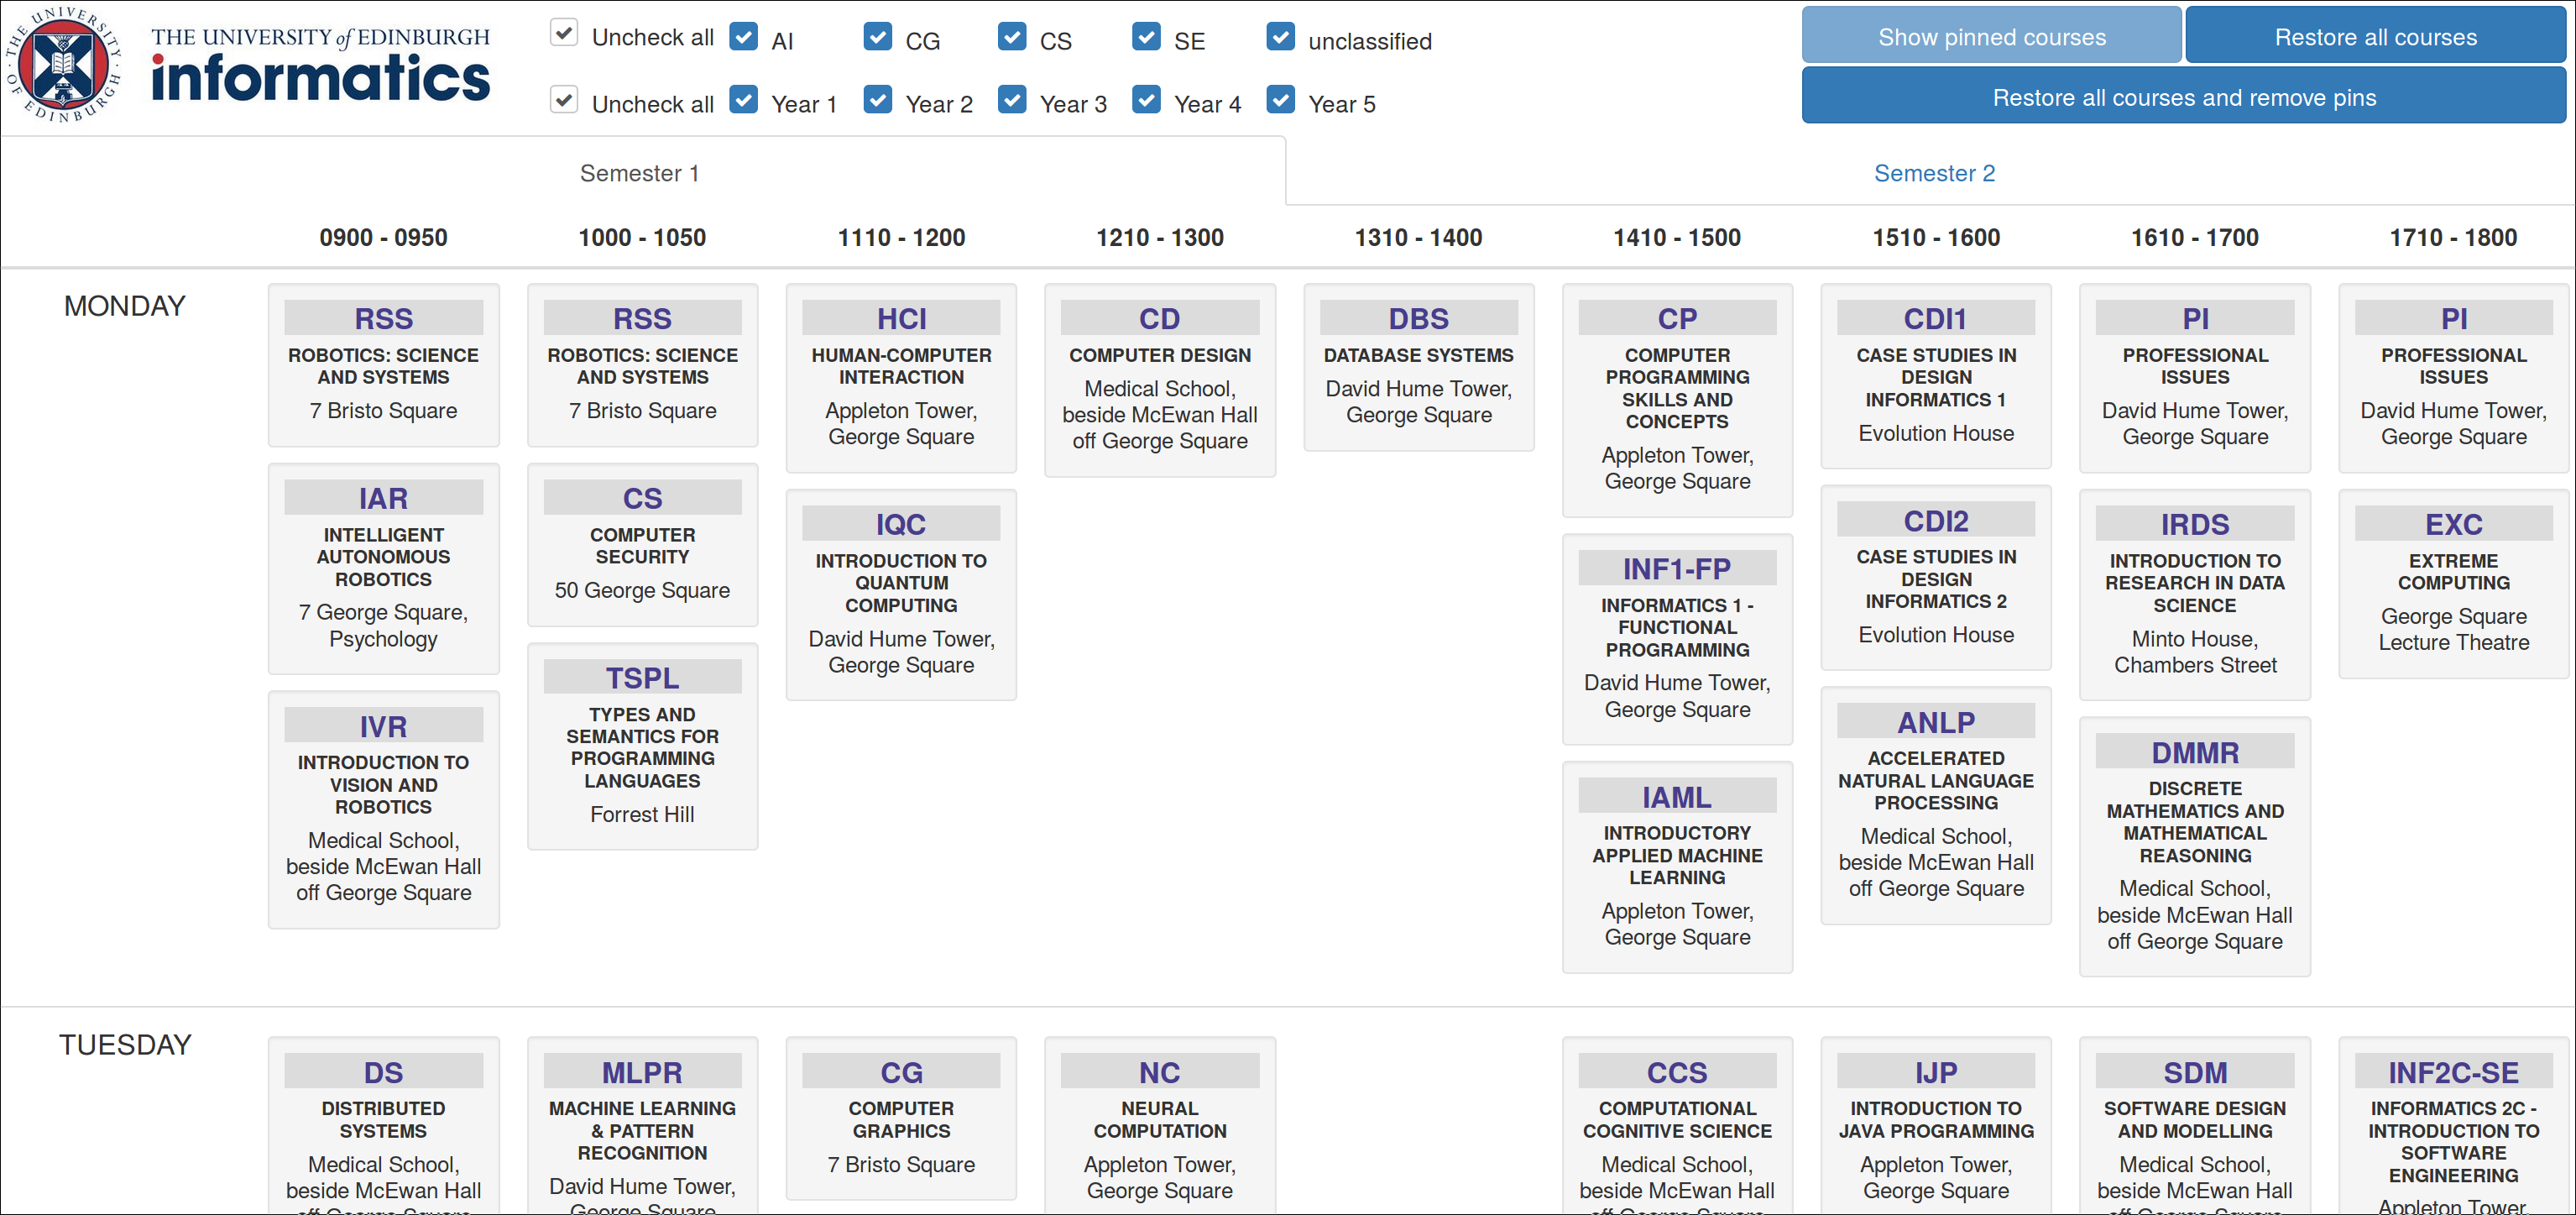 THE UNIVERSITY OF EDINBURGH
THE UNIVERSITY of EDINBURGH
informatics
Uncheck all AI CG CS SE unclassified
Uncheck all Year 1 Year 2 Year 3 Year 4 Year 5
Show pinned courses
Restore all courses
Restore all courses and remove pins
Semester 1
Semester 2
0900 - 0950 1000 - 1050 1110 - 1200 1210 - 1300 1310 - 1400 1410 - 1500 1510 - 1600 1610 - 1700 1710 - 1800
MONDAY
RSS
ROBOTICS: SCIENCE
AND SYSTEMS
7 Bristo Square
IAR
INTELLIGENT
AUTONOMOUS
ROBOTICS
7 George Square,
Psychology
IVR
INTRODUCTION TO
VISION AND
ROBOTICS
Medical School,
beside McEwan Hall
off George Square
RSS
ROBOTICS: SCIENCE
AND SYSTEMS
7 Bristo Square
CS
COMPUTER
SECURITY
50 George Square
TSPL
TYPES AND
SEMANTICS FOR
PROGRAMMING
LANGUAGES
Forrest Hill
HCI
HUMAN-COMPUTER
INTERACTION
Appleton Tower,
George Square
IQC
INTRODUCTION TO
QUANTUM
COMPUTING
David Hume Tower,
George Square
CD
COMPUTER DESIGN
Medical School,
beside McEwan Hall
off George Square
DBS
DATABASE SYSTEMS
David Hume Tower,
George Square
CP
COMPUTER
PROGRAMMING
SKILLS AND
CONCEPTS
Appleton Tower,
George Square
INF1-FP
INFORMATICS 1 -
FUNCTIONAL
PROGRAMMING
David Hume Tower,
George Square
IAML
INTRODUCTORY
APPLIED MACHINE
LEARNING
Appleton Tower,
George Square
CDI1
CASE STUDIES IN
DESIGN
INFORMATICS 1
Evolution House
CDI2
CASE STUDIES IN
DESIGN
INFORMATICS 2
Evolution House
ANLP
ACCELERATED
NATURAL LANGUAGE
PROCESSING
Medical School,
beside McEwan Hall
off George Square
PI
PROFESSIONAL
ISSUES
David Hume Tower,
George Square
IRDS
INTRODUCTION TO
RESEARCH IN DATA
SCIENCE
Minto House,
Chambers Street
DMMR
DISCRETE
MATHEMATICS AND
MATHEMATICAL
REASONING
Medical School,
beside McEwan Hall
off George Square
PI
PROFESSIONAL
ISSUES
David Hume Tower,
George Square
EXC
EXTREME
COMPUTING
George Square
Lecture Theatre
TUESDAY
DS
DISTRIBUTED
SYSTEMS
Medical School,
beside McEwan Hall
off George Square
MLPR
MACHINE LEARNING
& PATTERN
RECOGNITION
David Hume Tower,
George Square
CG
COMPUTER
GRAPHICS
7 Bristo Square
NC
NEURAL
COMPUTATION
Appleton Tower,
George Square
CCS
COMPUTATIONAL
COGNITIVE SCIENCE
Medical School,
beside McEwan Hall
off George Square
IJP
INTRODUCTION TO
JAVA PROGRAMMING
Appleton Tower,
George Square
SDM
SOFTWARE DESIGN
AND MODELLING
Medical School,
beside McEwan Hall
off George Square
INF2C-SE
INFORMATICS 2C -
INTRODUCTION TO
SOFTWARE
ENGINEERING
Appleton Tower,